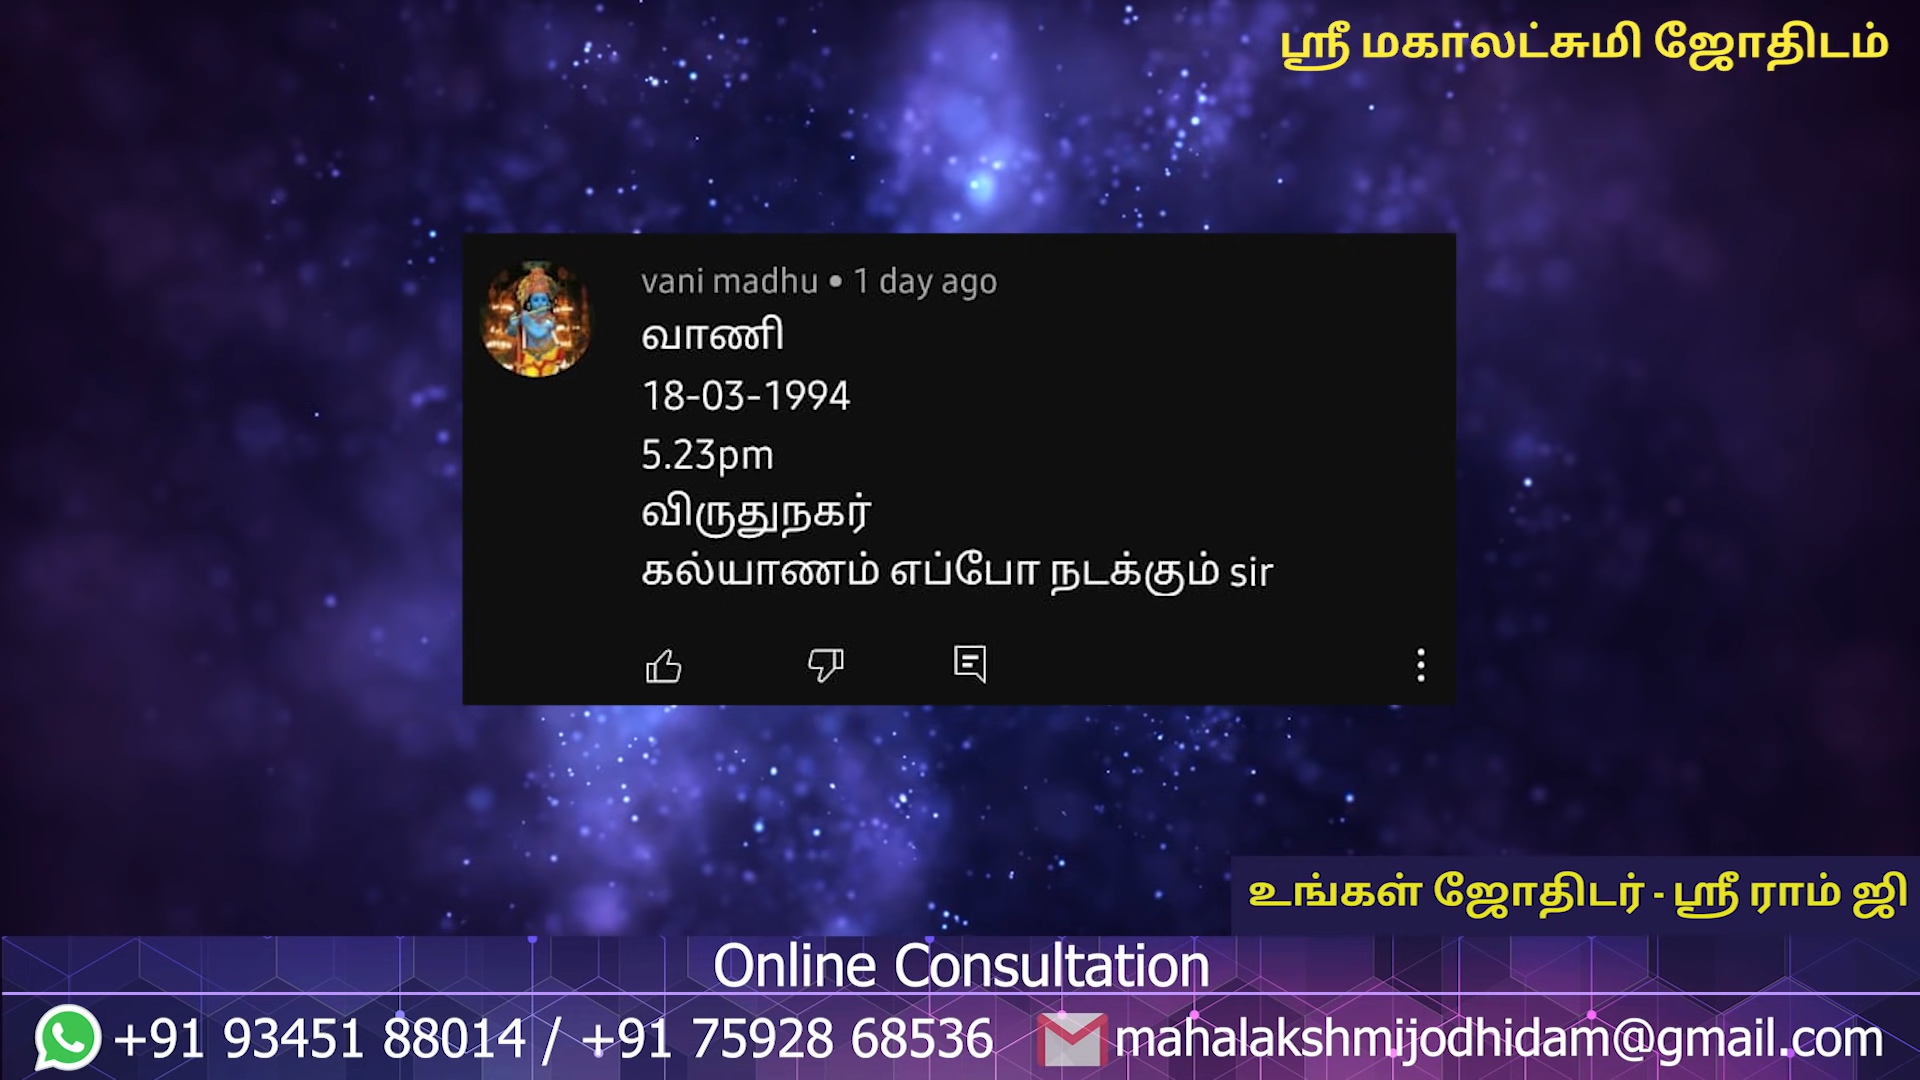 ஸ்ரீ மகாலட்சுமி ஜோதிடம்
vani madhu • 1 day ago
வாணி
18-03-1994
5.23pm
விருதுநகர்
கல்யாணம் எப்போ நடக்கும் sir
உங்கள் ஜோதிடர் - ஸ்ரீ ராம் ஜி
Online Consultation
+91 93451 88014 / +91 75928 68536 mahalakshmijodhidam@gmail.com